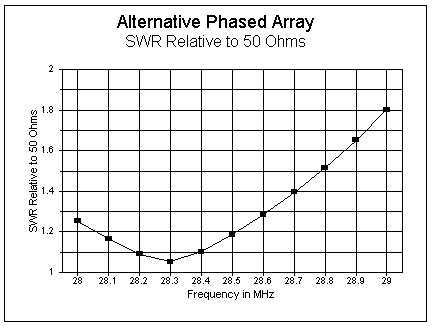 Alternative Phased Array
SWR Relative to 50 Ohms
SWR Relative to 50 Ohms
2
1.8
1.6
1.4
1.2
1
28 28.1 28.2 28.3 28.4 28.5 28.6 28.7 28.8 28.9 29
Frequency in MHz